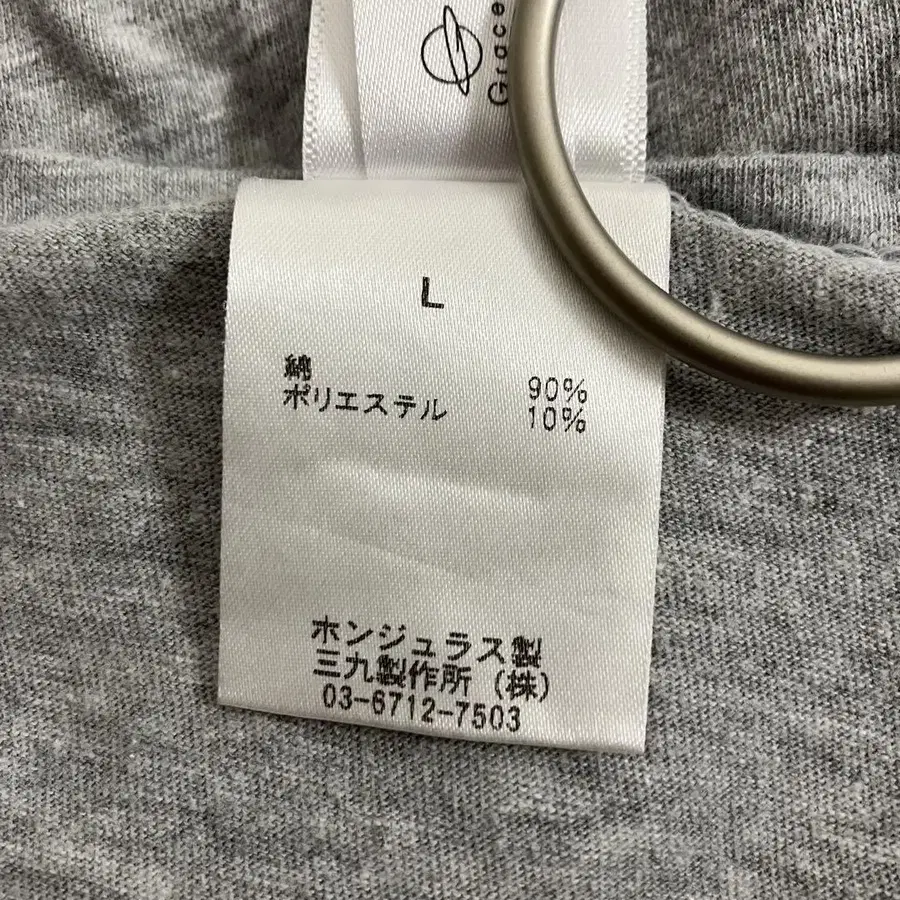 Grace
L
綿 90%
ポリエステル 10%
ホンジュラス製
三九製作所 (株)
03-6712-7503